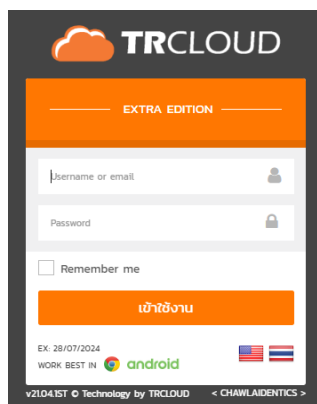 TRCLOUD
EXTRA EDITION
Username or email
Password
Remember me
เข้าใช้งาน
EX: 28/07/2024
WORK BEST IN android
v21.04.1ST © Technology by TRCLOUD < CHAWLAIDENTICS >